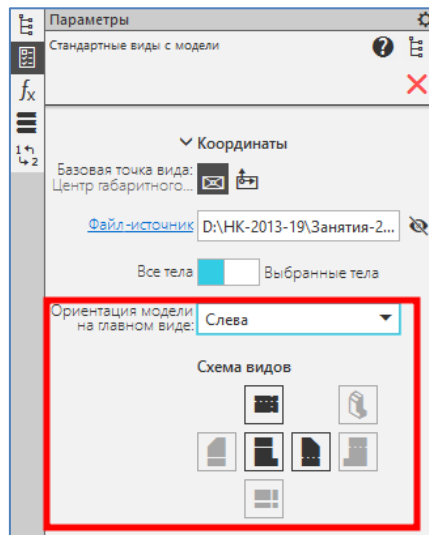 Параметры
Стандартные виды с модели
Координаты
Базовая точка вида:
Центр габаритного...
Файл-источник D:\НК-2013-19\Занятия-2...
Все тела Выбранные тела
Ориентация модели
на главном виде: Слева
Схема видов